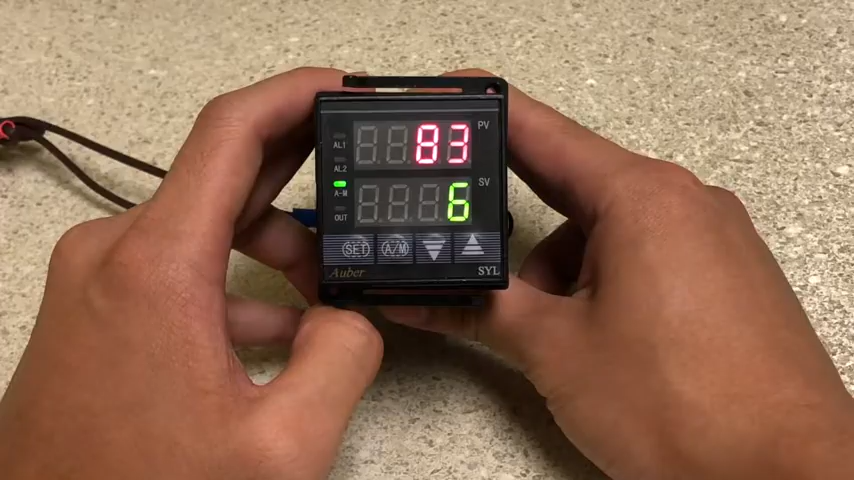 83 PV
AL1
AL2
A-M
6 SV
OUT
SET A/M
Auber SYL